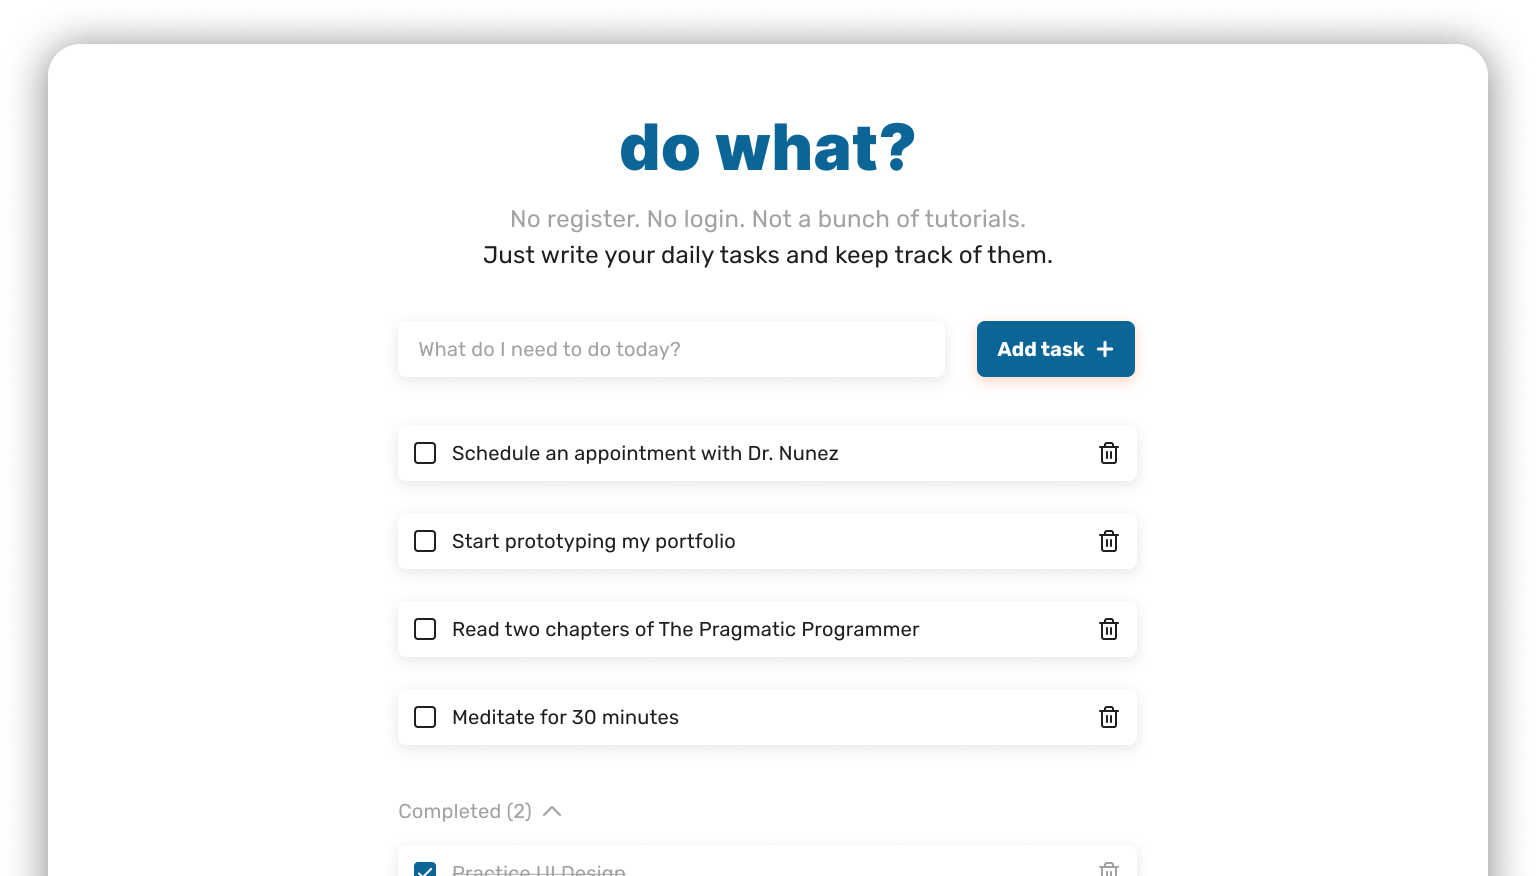 do what?
No register. No login. Not a bunch of tutorials.
Just write your daily tasks and keep track of them.
What do I need to do today?
Add task
Schedule an appointment with Dr. Nunez
Start prototyping my portfolio
Read two chapters of The Pragmatic Programmer
Meditate for 30 minutes
Completed (2)
Practice UI Design